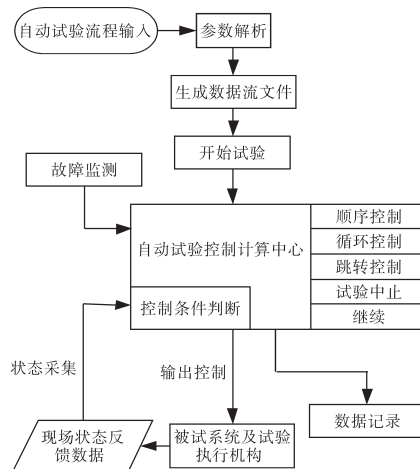 自动试验流程输入
参数解析
生成数据流文件
开始试验
故障监测
自动试验控制计算中心
顺序控制
循环控制
跳转控制
试验中止
继续
控制条件判断
状态采集
输出控制
数据记录
现场状态反
馈数据
被试系统及试验
执行机构